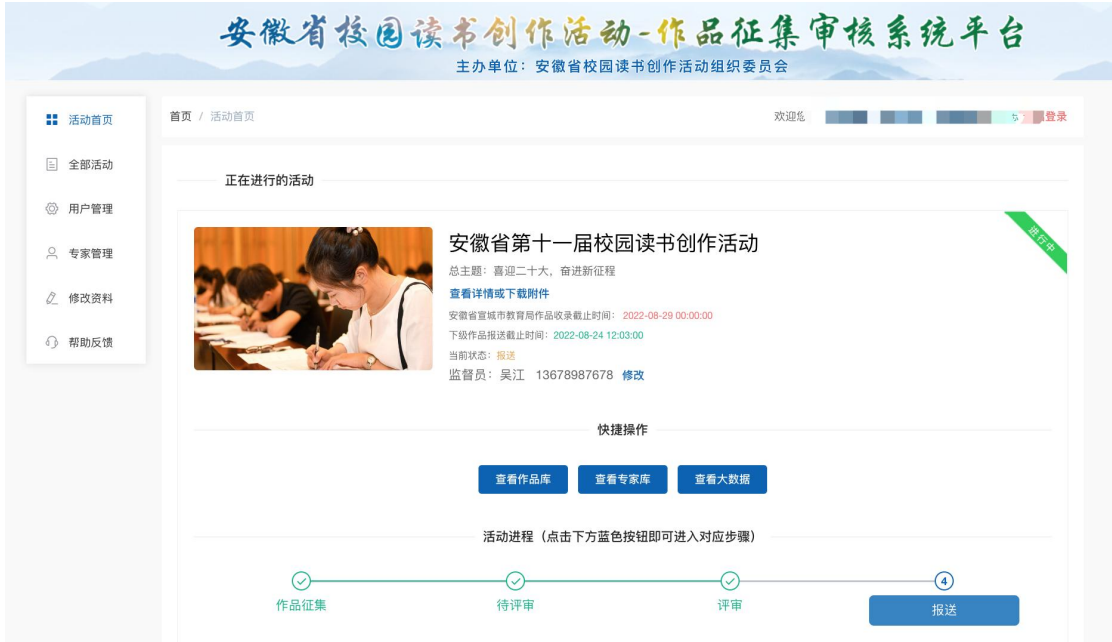 安徽省校园读书创作活动-作品征集审核系统平台
主办单位：安徽省校园读书创作活动组织委员会
活动首页
全部活动
用户管理
专家管理
修改资料
帮助反馈
首页 / 活动首页
欢迎您 登录
正在进行的活动
进行中
安徽省第十一届校园读书创作活动
总主题：喜迎二十大，奋进新征程
查看详情或下载附件
安徽省宣城市教育局作品收录截止时间： 2022-08-29 00:00:00
下级作品报送截止时间：2022-08-24 12:03:00
当前状态：报送
监督员：吴江 13678987678 修改
快捷操作
查看作品库 查看专家库 查看大数据
活动进程（点击下方蓝色按钮即可进入对应步骤）
4
作品征集 待评审 评审 报送